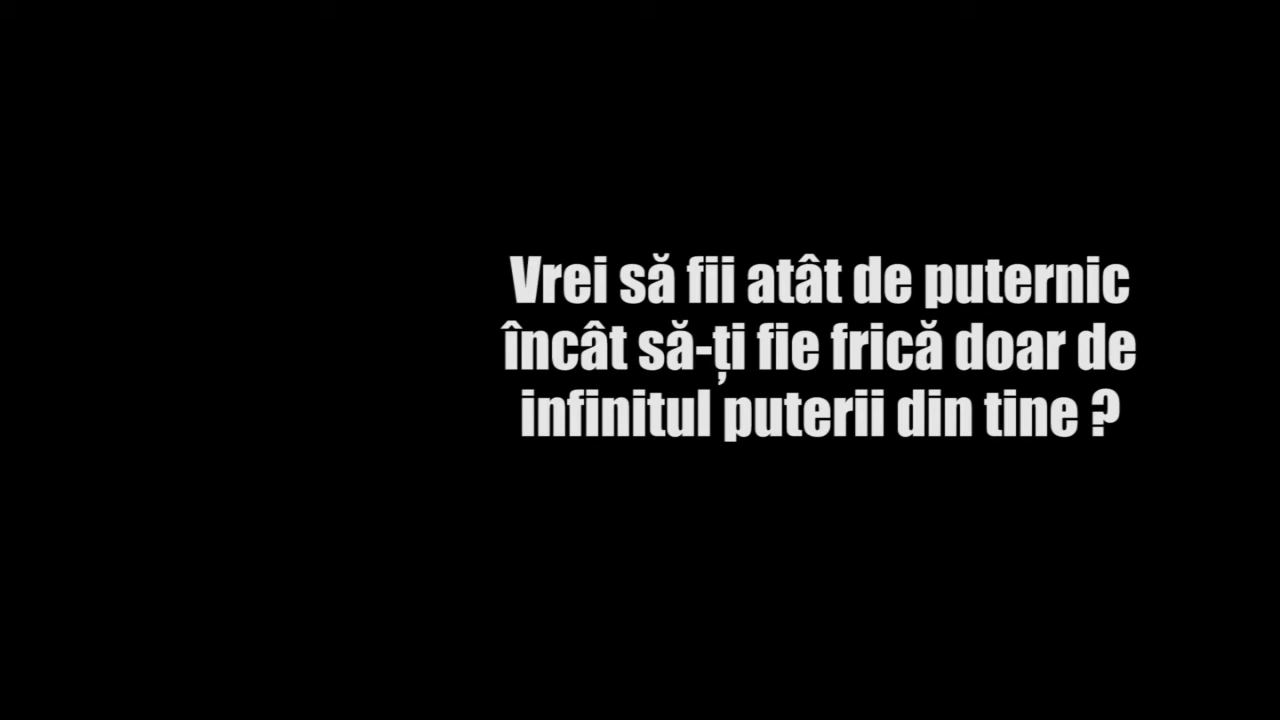 Vrei să fii atât de puternic
încât să-ți fie frică doar de
infinitul puterii din tine ?